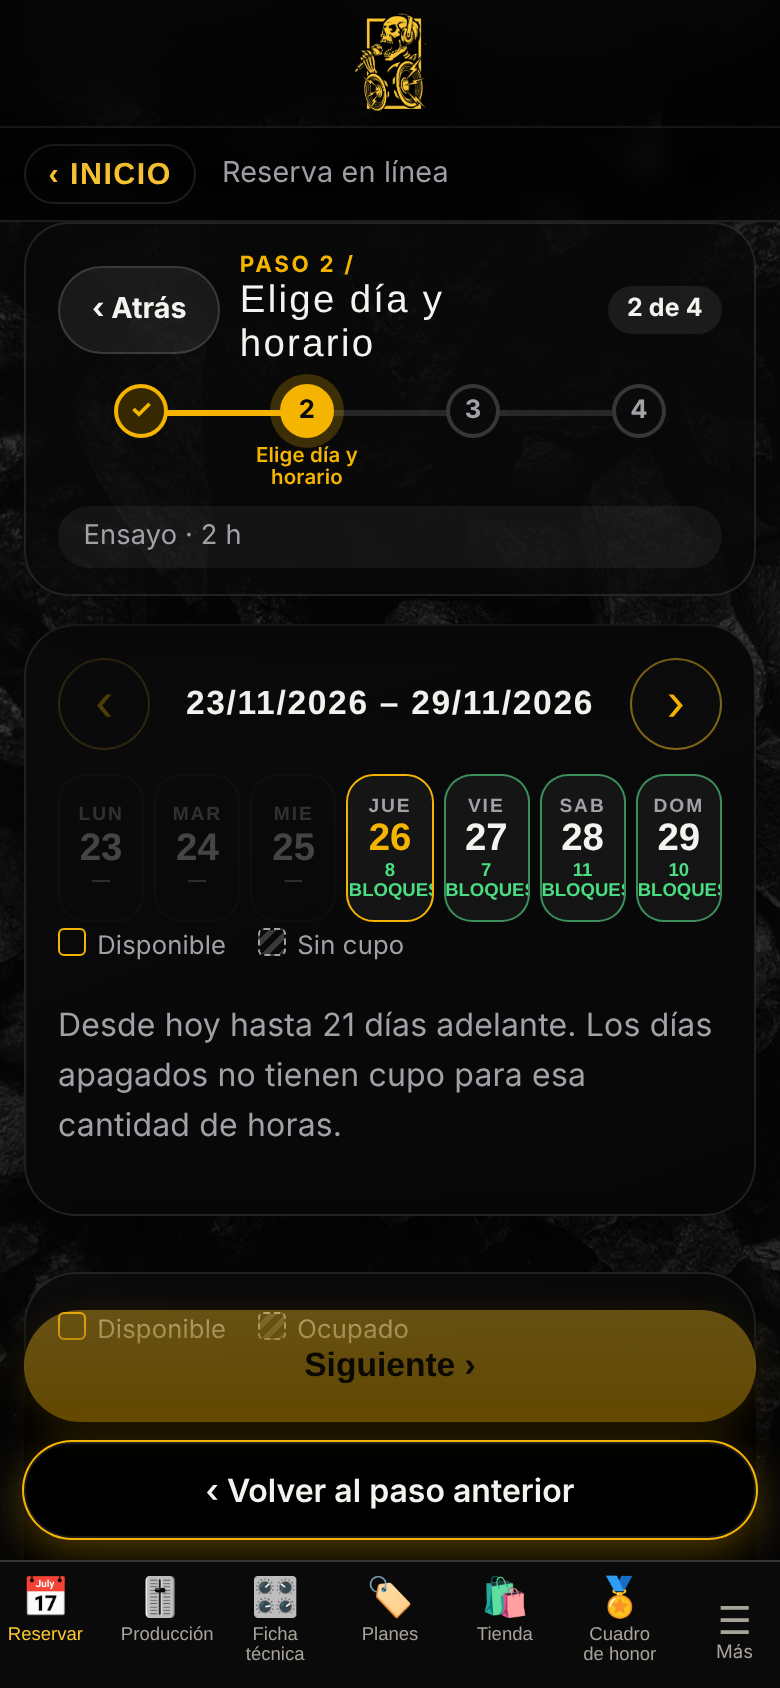 ‹ INICIO Reserva en línea
PASO 2 /
‹ Atrás
Elige día y
horario
2 de 4
2 3 4
Elige día y
horario
Ensayo · 2 h
‹ 23/11/2026 – 29/11/2026 ›
LUN MAR MIE JUE VIE SAB DOM
23 24 25 26 27 28 29
— — — 8 7 11 10
BLOQUES BLOQUES BLOQUES BLOQUES
Disponible Sin cupo
Desde hoy hasta 21 días adelante. Los días
apagados no tienen cupo para esa
cantidad de horas.
Disponible Ocupado
Siguiente ›
‹ Volver al paso anterior
July
17
Reservar Producción Ficha
técnica Planes Tienda Cuadro
de honor Más